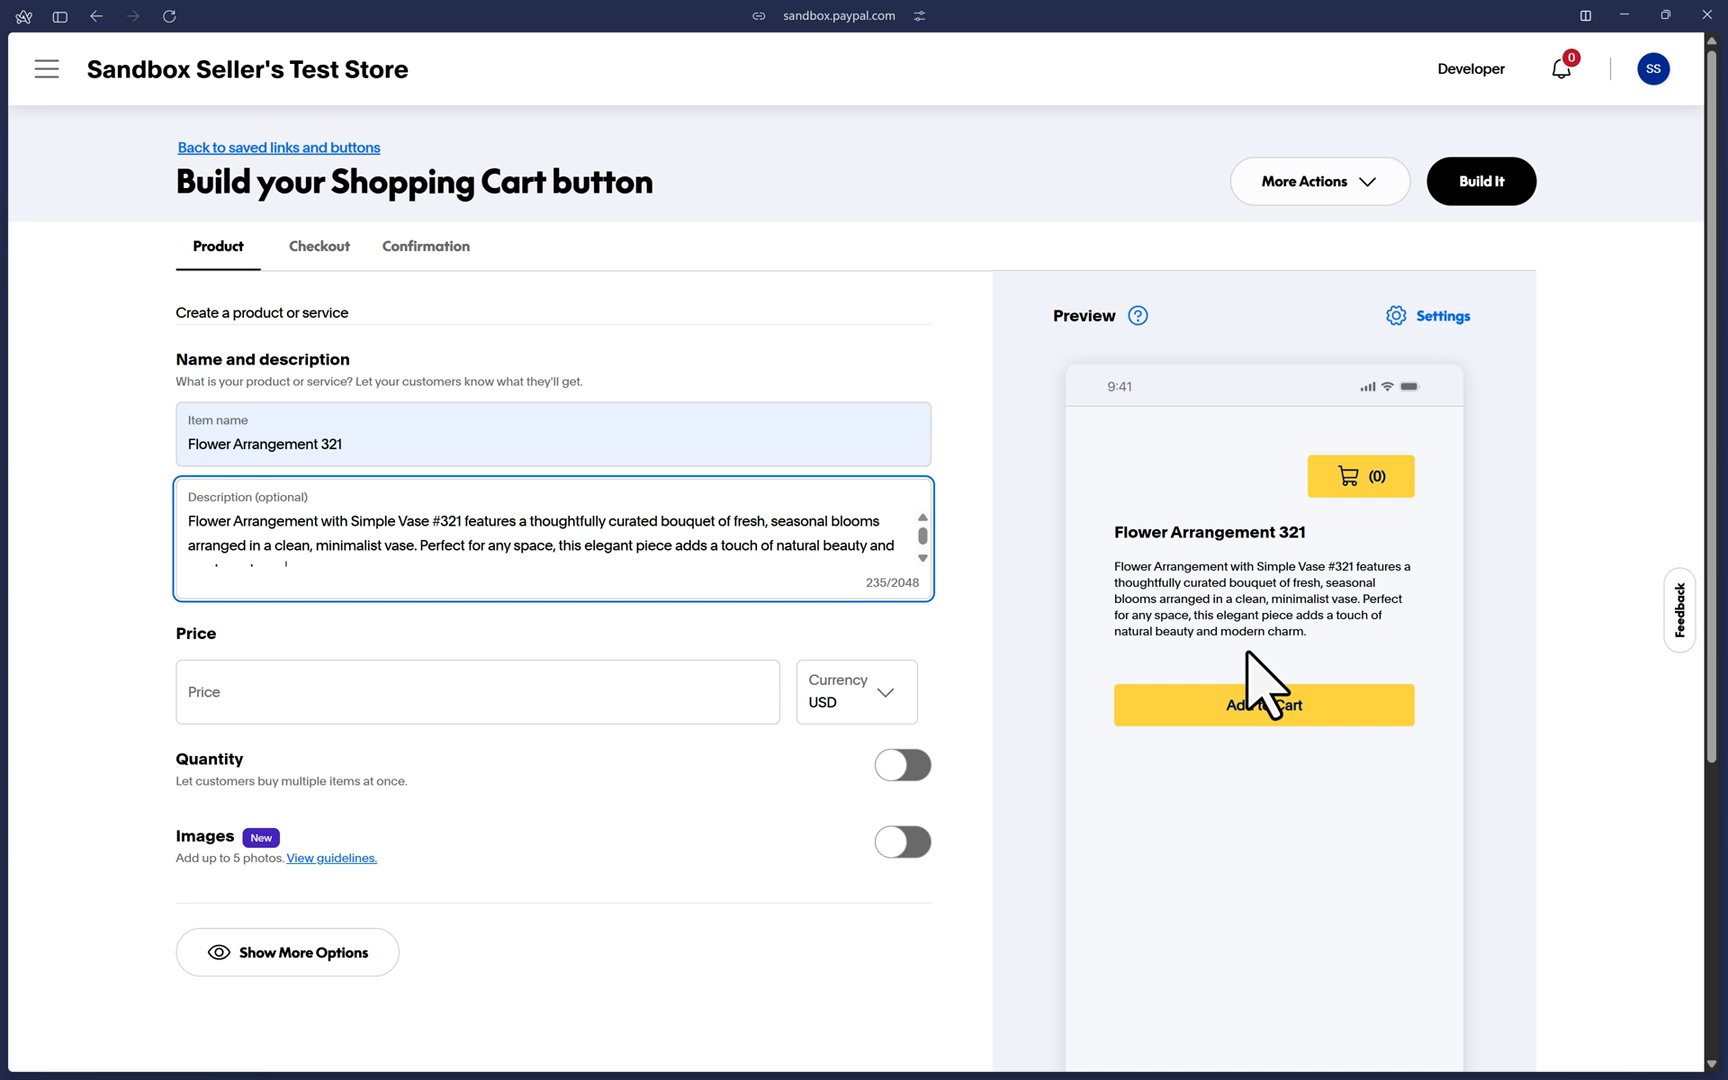 sandbox.paypal.com
Sandbox Seller's Test Store
Developer
0
SS
Back to saved links and buttons
Build your Shopping Cart button
More Actions
Build It
Product
Checkout
Confirmation
Create a product or service
Preview
?
Settings
Name and description
What is your product or service? Let your customers know what they'll get.
Item name
Flower Arrangement 321
Description (optional)
Flower Arrangement with Simple Vase #321 features a thoughtfully curated bouquet of fresh, seasonal blooms
arranged in a clean, minimalist vase. Perfect for any space, this elegant piece adds a touch of natural beauty and
235/2048
Price
Price
Currency
USD
Quantity
Let customers buy multiple items at once.
Images New
Add up to 5 photos. View guidelines.
Show More Options
9:41
(0)
Flower Arrangement 321
Flower Arrangement with Simple Vase #321 features a
thoughtfully curated bouquet of fresh, seasonal
blooms arranged in a clean, minimalist vase. Perfect
for any space, this elegant piece adds a touch of
natural beauty and modern charm.
Add to Cart
Feedback